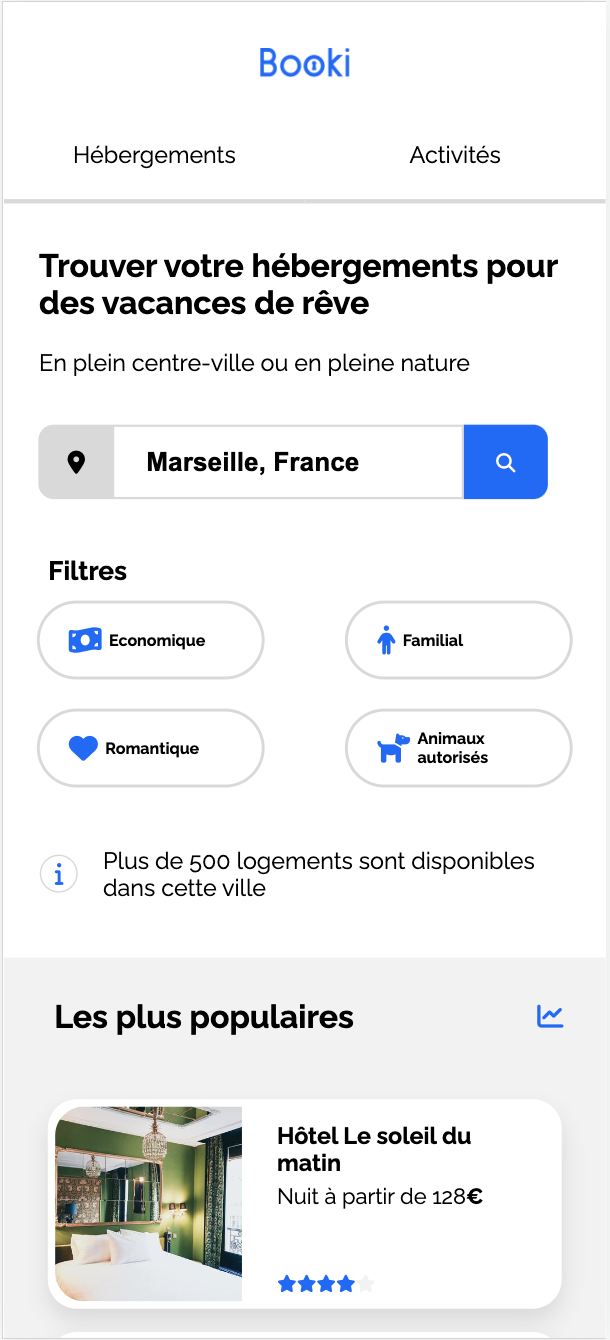 Booki
Hébergements
Activités
Trouver votre hébergements pour
des vacances de rêve
En plein centre-ville ou en pleine nature
Marseille, France
Filtres
Economique
Familial
Romantique
Animaux
autorisés
Plus de 500 logements sont disponibles
dans cette ville
Les plus populaires
Hôtel Le soleil du
matin
Nuit à partir de 128€